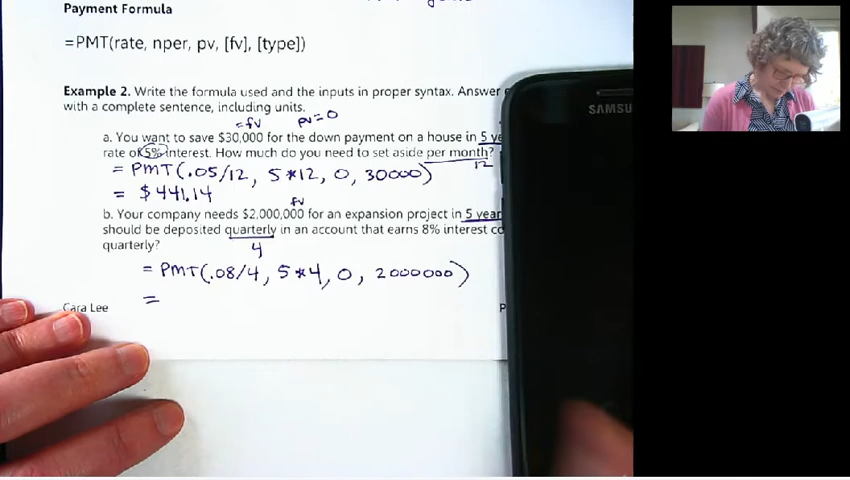 Payment Formula
=PMT(rate, nper, pv, [fv], [type])
Example 2. Write the formula used and the inputs in proper syntax. Answer
with a complete sentence, including units.
= fv pv = 0
a. You want to save $30,000 for the down payment on a house in 5
rate of 5% interest. How much do you need to set aside per month?
12
= PMT(.05/12, 5*12, 0, 30000)
= $441.14
fv
b. Your company needs $2,000,000 for an expansion project in 5 year
should be deposited quarterly in an account that earns 8% interest
quarterly?
4
= PMT(.08/4, 5*4, 0, 2000000)
=
Cara Lee
SAMSU